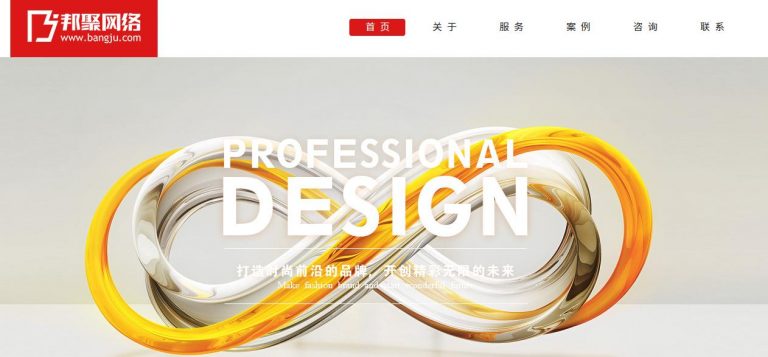 邦聚网络
www.bangju.com
首页 关于 服务 案例 咨询 联系
PROFESSIONAL
DESIGN
打造时尚前沿的品牌,开创精彩无限的未来
Make fashion brand and wonderful